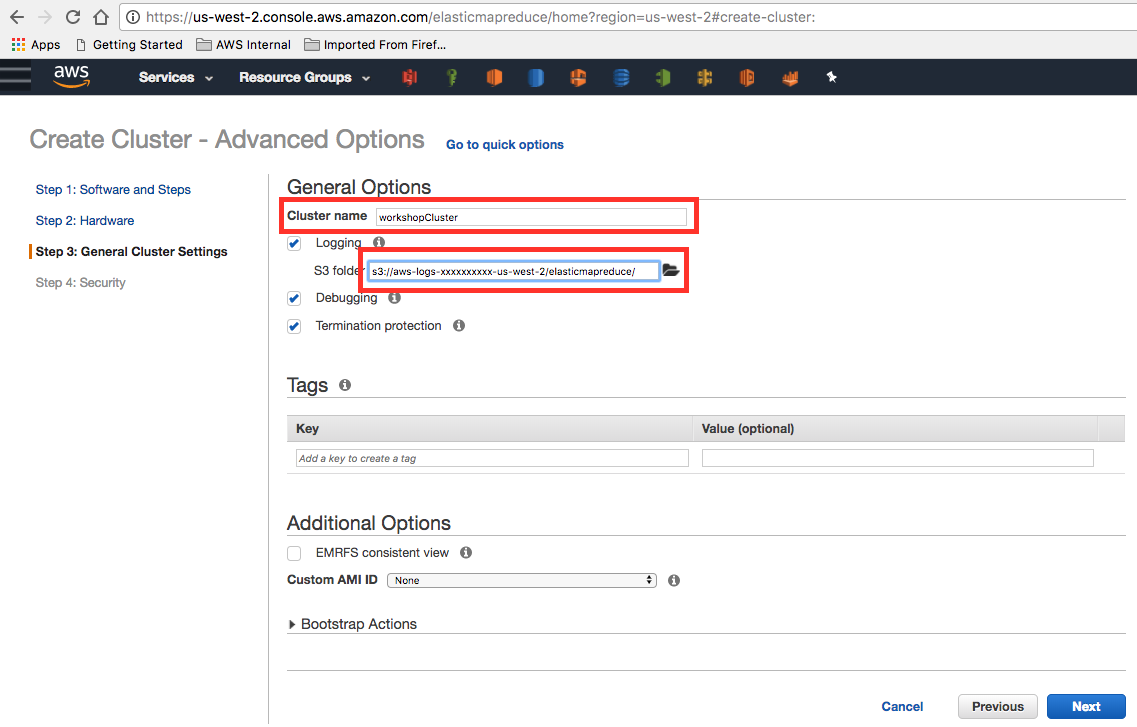 https://us-west-2.console.aws.amazon.com/elasticmapreduce/home?region=us-west-2#create-cluster:
Apps Getting Started AWS Internal Imported From Firef...
aws Services Resource Groups
Create Cluster - Advanced Options Go to quick options
Step 1: Software and Steps
Step 2: Hardware
Step 3: General Cluster Settings
Step 4: Security
General Options
Cluster name workshopCluster
Logging
S3 folder s3://aws-logs-xxxxxxxxxx-us-west-2/elasticmapreduce/
Debugging
Termination protection
Tags
Key Value (optional)
Add a key to create a tag
Additional Options
EMRFS consistent view
Custom AMI ID None
Bootstrap Actions
Cancel Previous Next